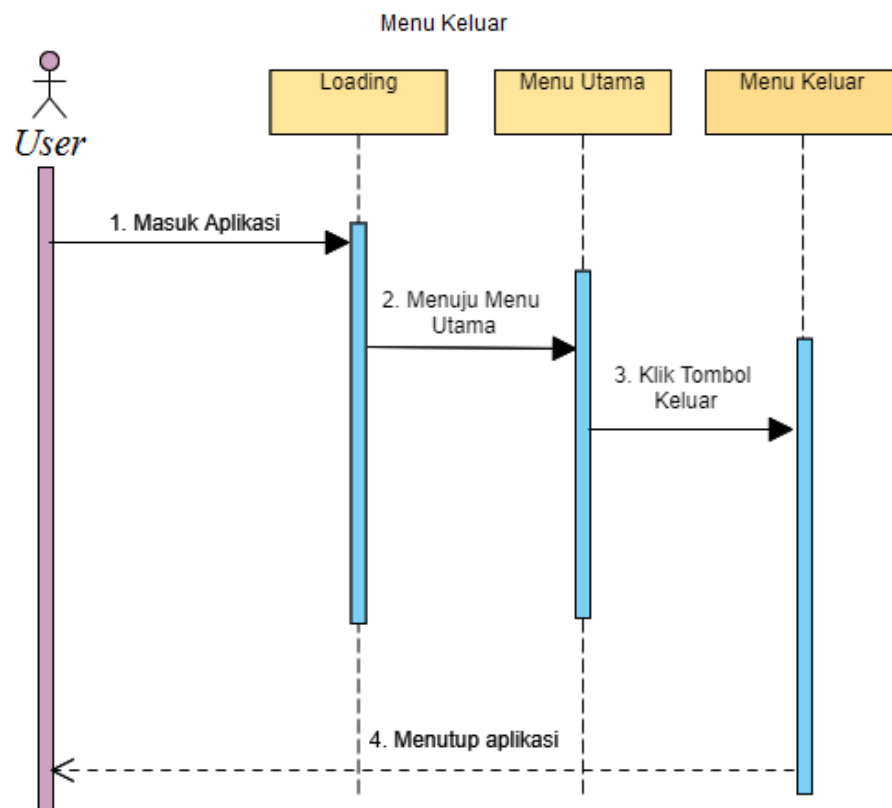 Menu Keluar
Loading
Menu Utama
Menu Keluar
User
1. Masuk Aplikasi
2. Menuju Menu
Utama
3. Klik Tombol
Keluar
4. Menutup aplikasi